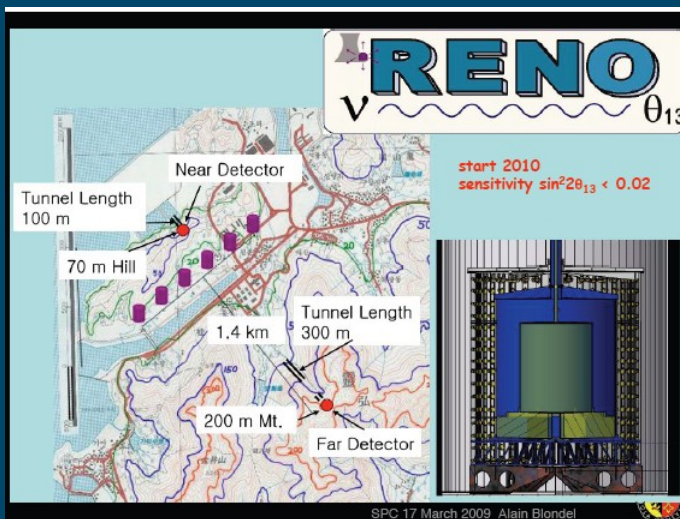 RENO
ν θ₁₃
start 2010
sensitivity sin²2θ₁₃ < 0.02
Near Detector
Tunnel Length
100 m
70 m Hill
1.4 km
Tunnel Length
300 m
200 m Mt.
Far Detector
SPC 17 March 2009 Alain Blondel